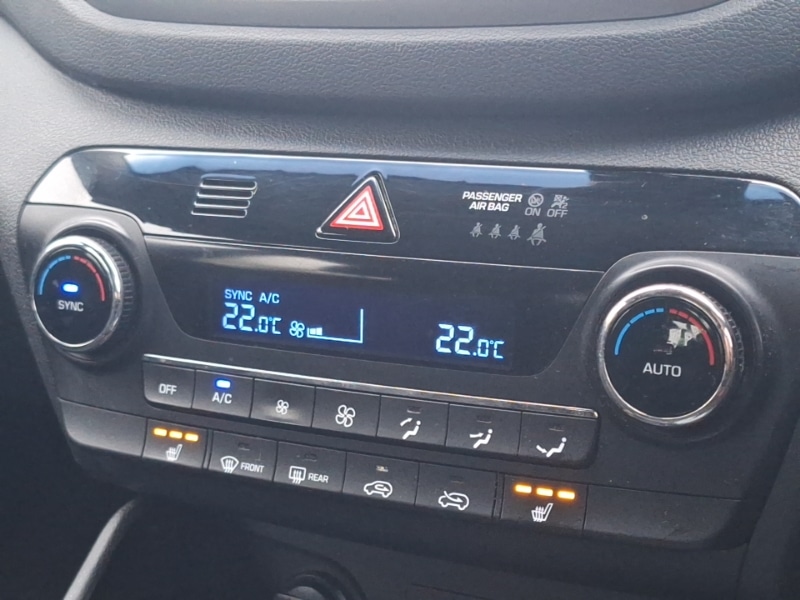 PASSENGER
AIR BAG
ON OFF
SYNC A/C
22.0℃ 22.0℃
SYNC
AUTO
OFF
A/C
FRONT
REAR